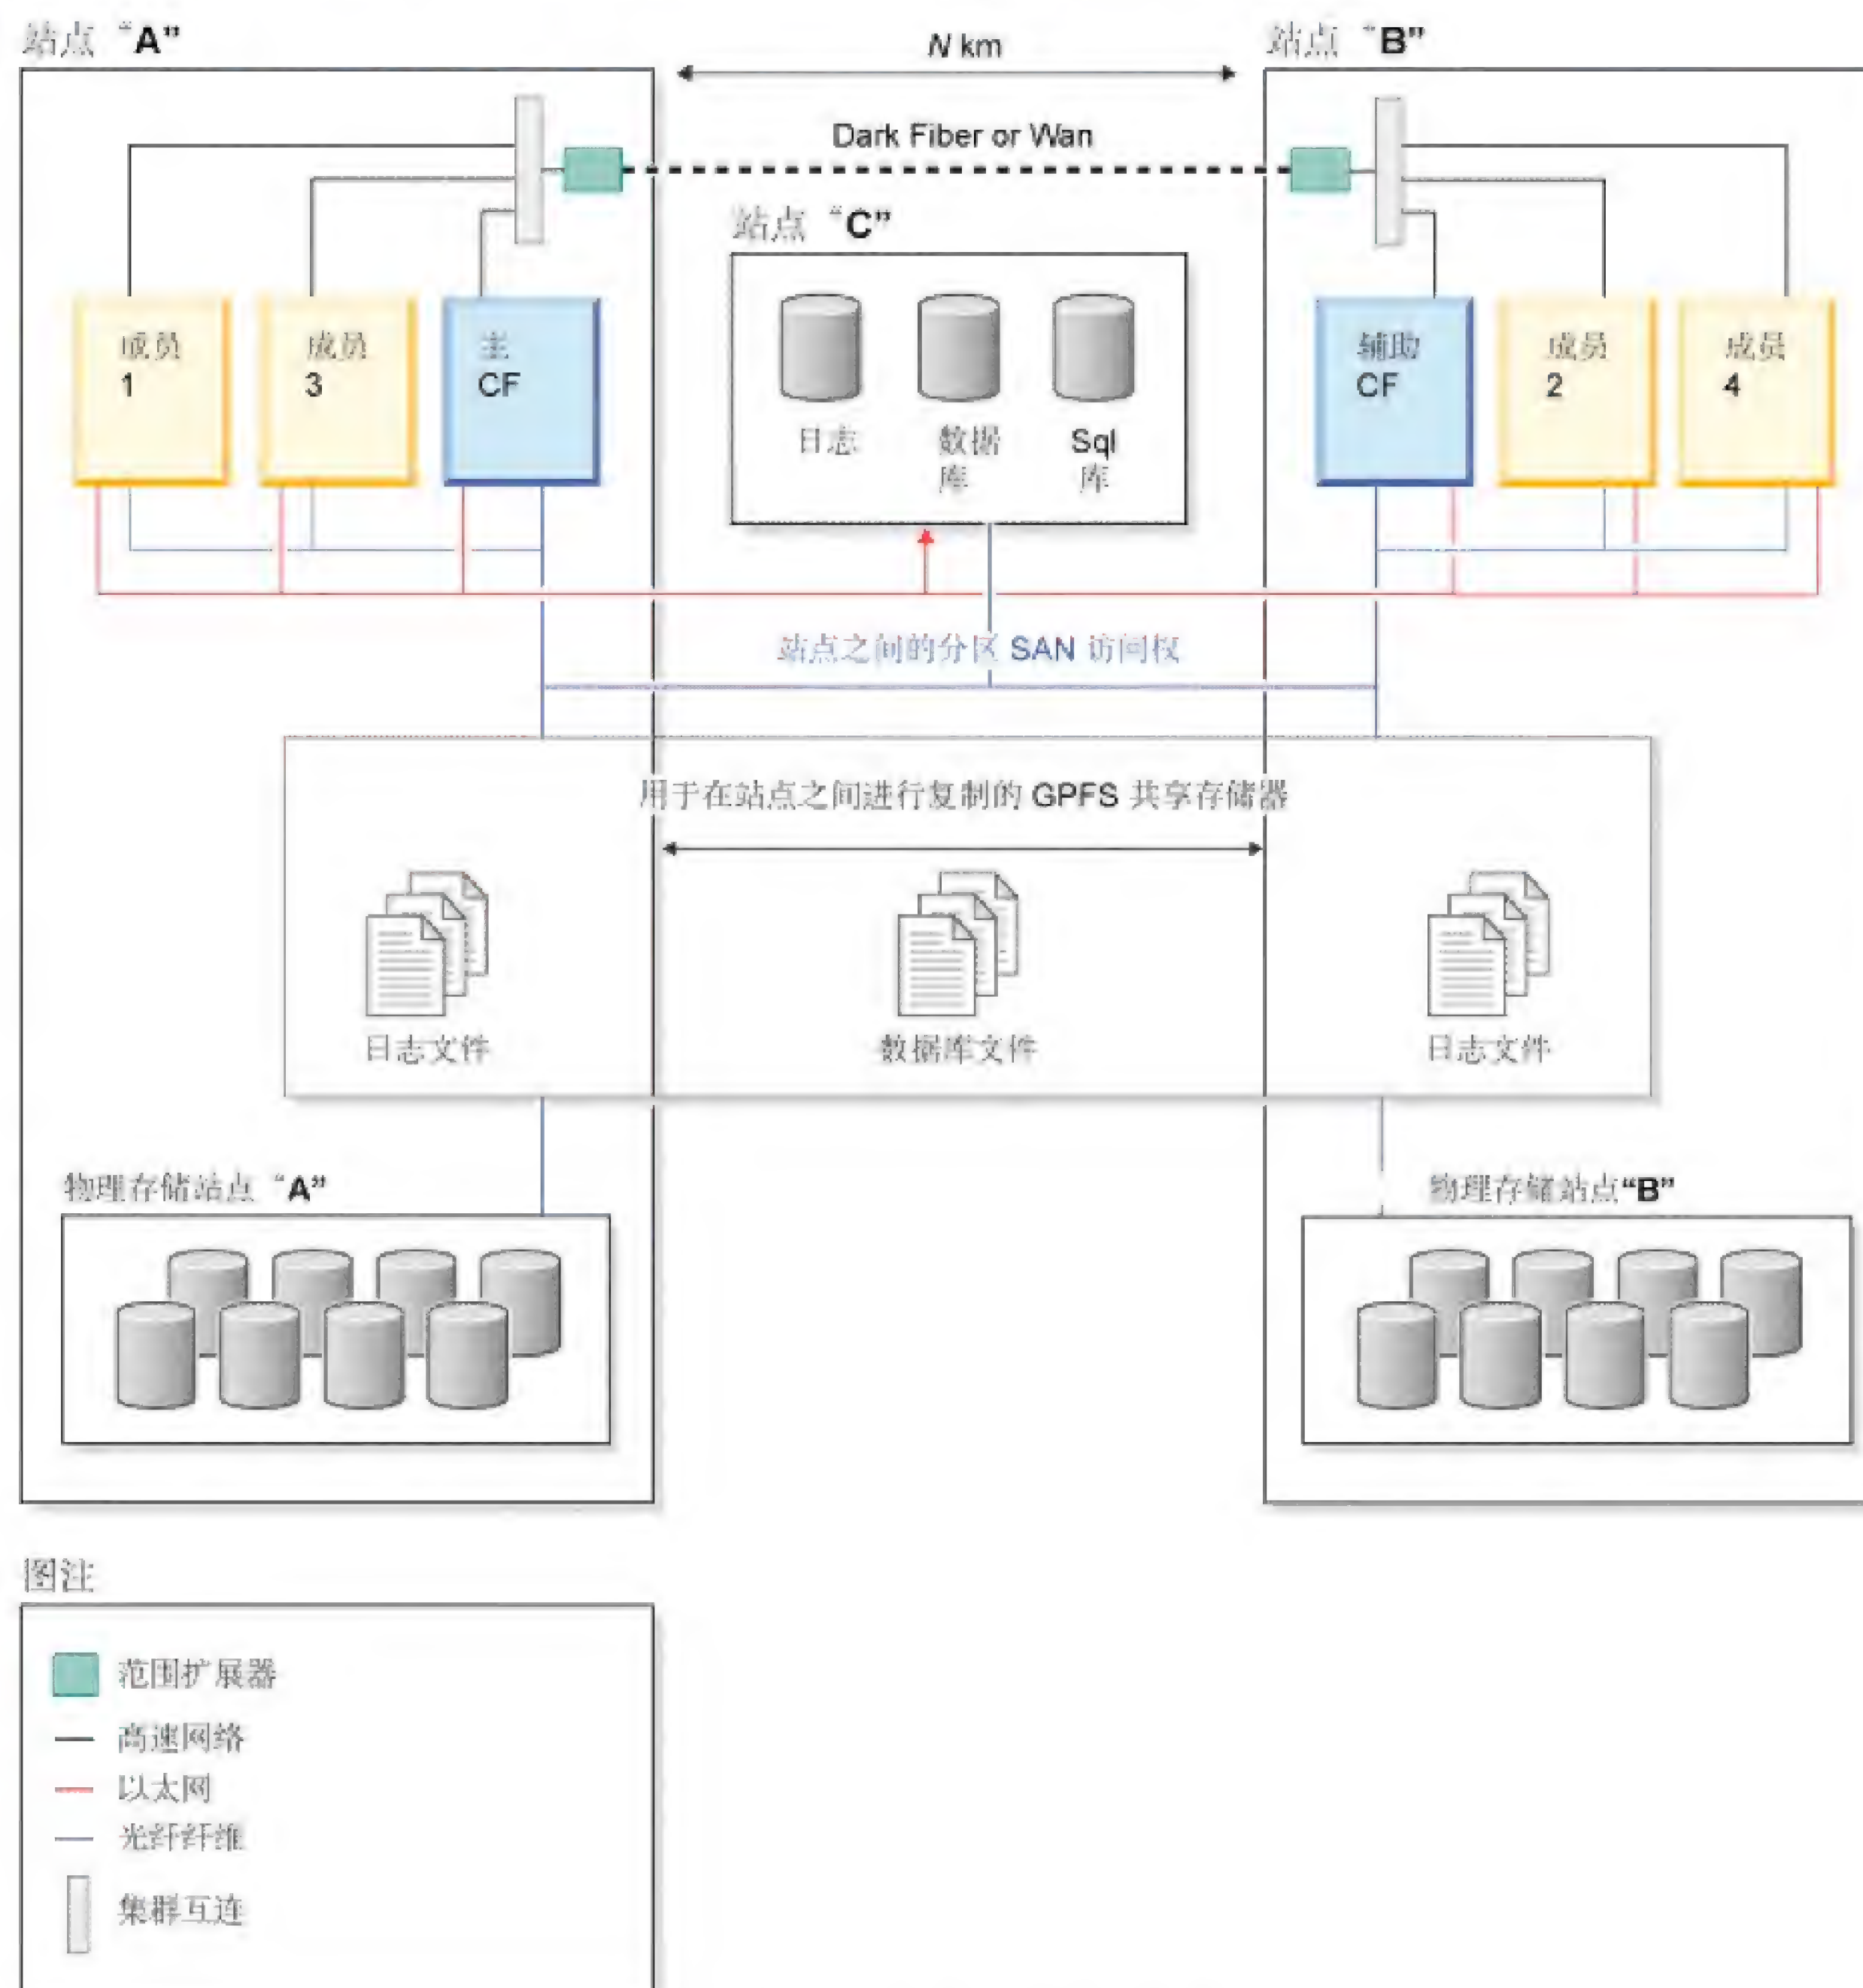 站点 “A”
N km
站点 “B”
Dark Fiber or Wan
站点 “C”
成员
1
成员
3
主
CF
日志
数据
库
Sql
库
辅助
CF
成员
2
成员
4
站点之间的分区 SAN 访问权
用于在站点之间进行复制的 GPFS 共享存储器
日志文件
数据库文件
日志文件
物理存储站点 “A”
物理存储站点“B”
图注
范围扩展器
高速网络
以太网
光纤纤维
集群互连